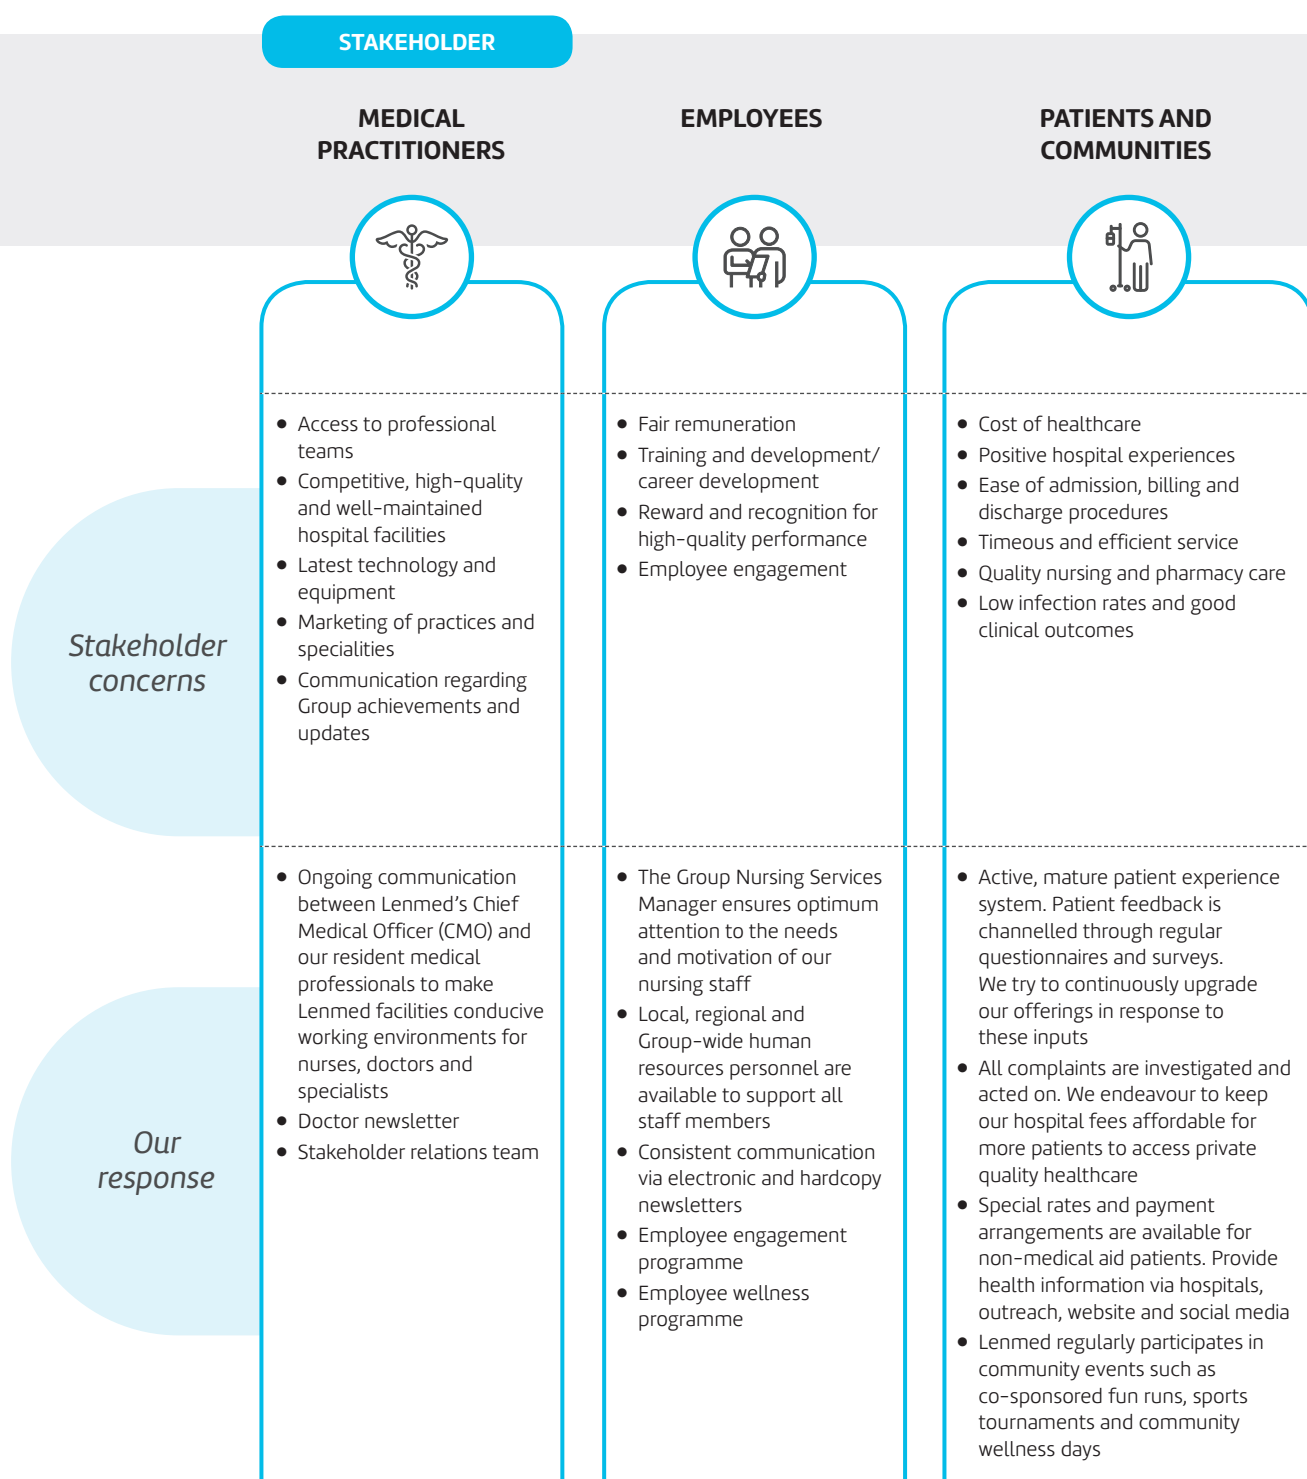 STAKEHOLDER
MEDICAL
PRACTITIONERS
EMPLOYEES
PATIENTS AND
COMMUNITIES
Stakeholder
concerns
• Access to professional
teams
• Competitive, high-quality
and well-maintained
hospital facilities
• Latest technology and
equipment
• Marketing of practices and
specialities
• Communication regarding
Group achievements and
updates
• Fair remuneration
• Training and development/
career development
• Reward and recognition for
high-quality performance
• Employee engagement
• Cost of healthcare
• Positive hospital experiences
• Ease of admission, billing and
discharge procedures
• Timeous and efficient service
• Quality nursing and pharmacy care
• Low infection rates and good
clinical outcomes
Our
response
• Ongoing communication
between Lenmed's Chief
Medical Officer (CMO) and
our resident medical
professionals to make
Lenmed facilities conducive
working environments for
nurses, doctors and
specialists
• Doctor newsletter
• Stakeholder relations team
• The Group Nursing Services
Manager ensures optimum
attention to the needs
and motivation of our
nursing staff
• Local, regional and
Group-wide human
resources personnel are
available to support all
staff members
• Consistent communication
via electronic and hardcopy
newsletters
• Employee engagement
programme
• Employee wellness
programme
• Active, mature patient experience
system. Patient feedback is
channelled through regular
questionnaires and surveys.
We try to continuously upgrade
our offerings in response to
these inputs
• All complaints are investigated and
acted on. We endeavour to keep
our hospital fees affordable for
more patients to access private
quality healthcare
• Special rates and payment
arrangements are available for
non-medical aid patients. Provide
health information via hospitals,
outreach, website and social media
• Lenmed regularly participates in
community events such as
co-sponsored fun runs, sports
tournaments and community
wellness days